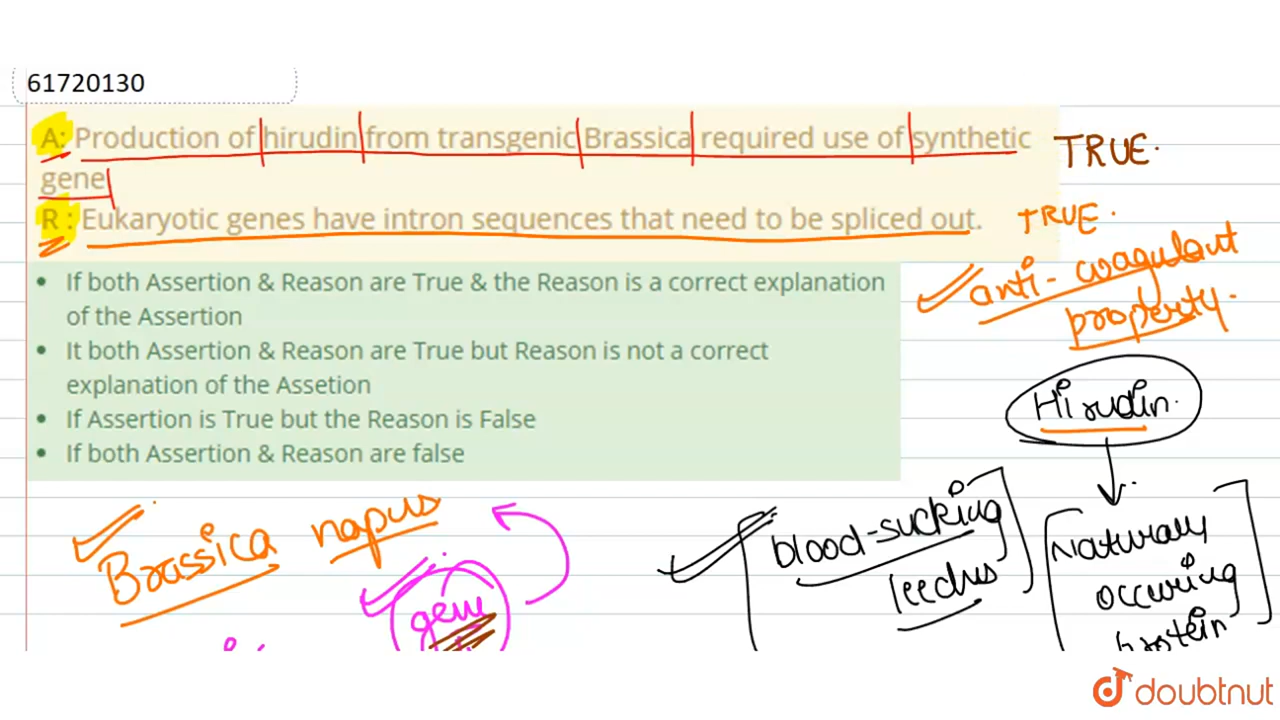 61720130
A: Production of hirudin from transgenic Brassica required use of synthetic
gene
TRUE.
R : Eukaryotic genes have intron sequences that need to be spliced out.
TRUE.
• If both Assertion & Reason are True & the Reason is a correct explanation
of the Assertion
• It both Assertion & Reason are True but Reason is not a correct
explanation of the Assetion
• If Assertion is True but the Reason is False
• If both Assertion & Reason are false
anti-coagulant
property.
Hirudin.
Brassica napus
gene
blood-sucking
leeches
Naturally
occuring
protein
doubtnut